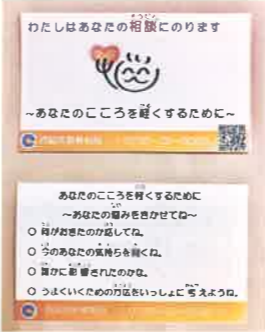 わたしはあなたの相談にのります
～あなたのこころを軽くするために～
あなたのこころを軽くするために
～あなたの悩みをきかせてね～
○ 何がおきたのか話してね。
○ 今のあなたの気持ちを聞くね。
○ 誰かに影響されたのかな。
○ うまくいくための方法をいっしょに考えようね。